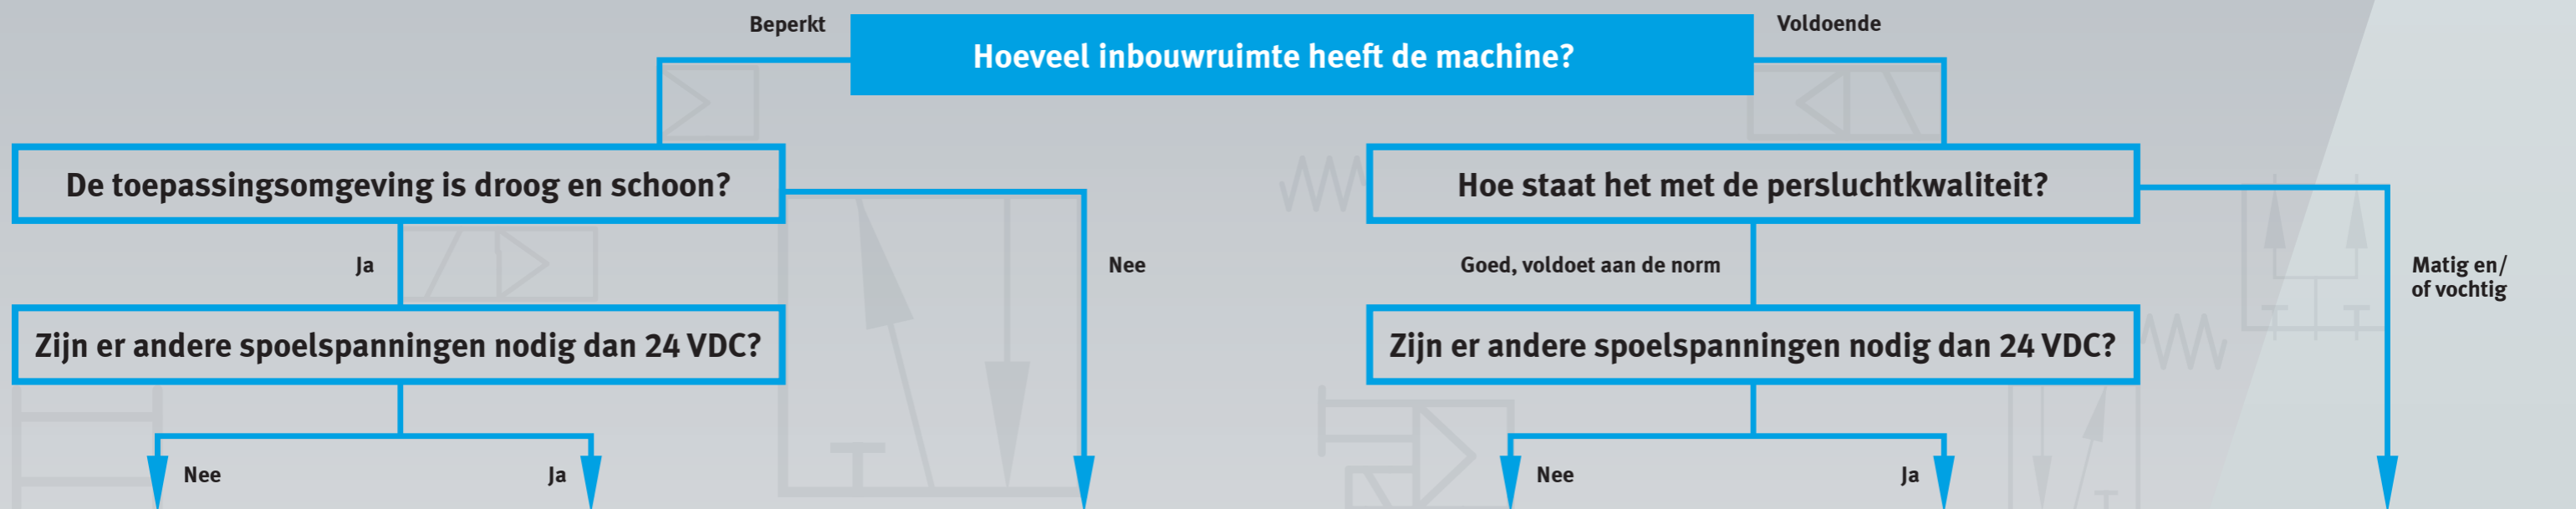 Beperkt
Hoeveel inbouwruimte heeft de machine?
Voldoende
De toepassingsomgeving is droog en schoon?
Hoe staat het met de persluchtkwaliteit?
Ja
Nee
Goed, voldoet aan de norm
Matig en/
of vochtig
Zijn er andere spoelspanningen nodig dan 24 VDC?
Zijn er andere spoelspanningen nodig dan 24 VDC?
Nee
Ja
Nee
Ja